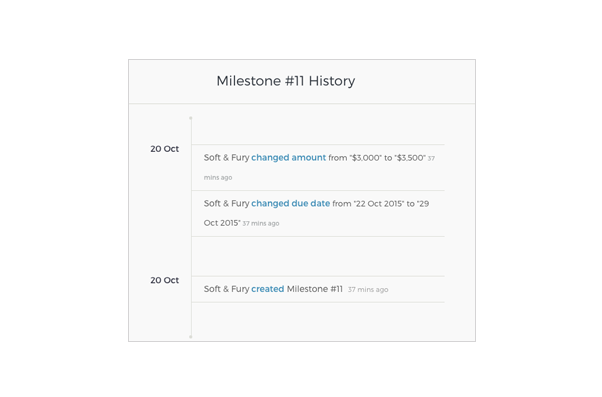 Milestone #11 History
20 Oct
Soft & Fury changed amount from "$3,000" to "$3,500" 37
mins ago
Soft & Fury changed due date from "22 Oct 2015" to "29
Oct 2015" 37 mins ago
20 Oct
Soft & Fury created Milestone #11 37 mins ago